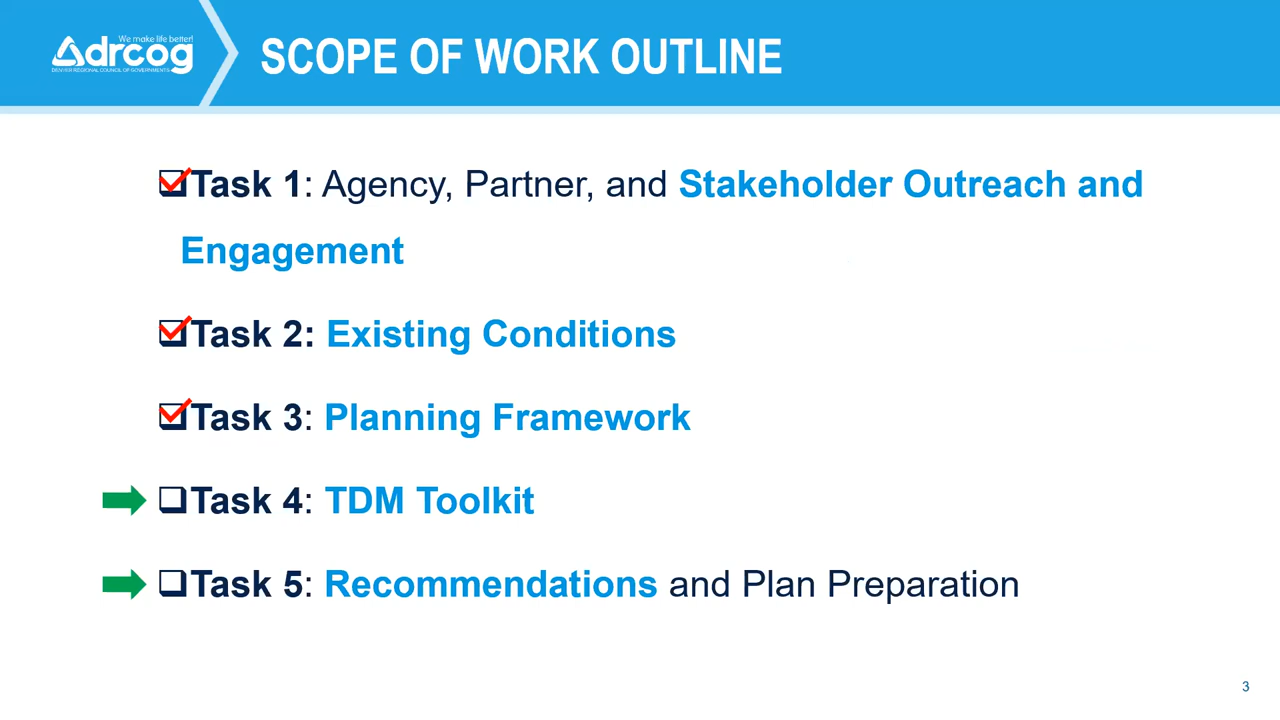 We make life better!
drcog
DENVER REGIONAL COUNCIL OF GOVERNMENTS
SCOPE OF WORK OUTLINE
Task 1: Agency, Partner, and Stakeholder Outreach and
Engagement
Task 2: Existing Conditions
Task 3: Planning Framework
Task 4: TDM Toolkit
Task 5: Recommendations and Plan Preparation
3